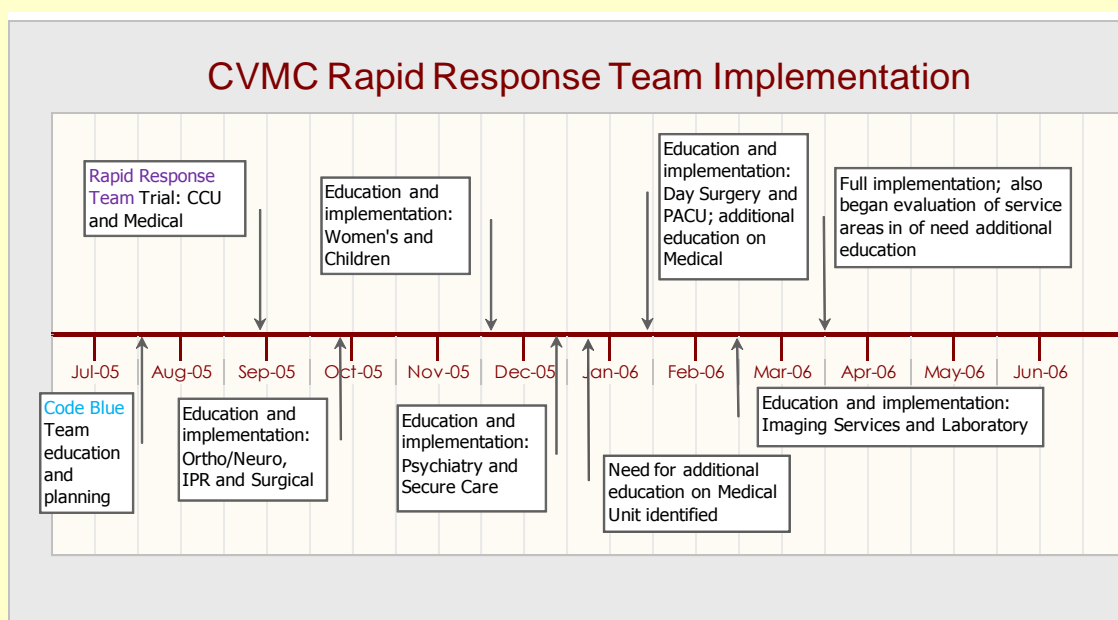 CVMC Rapid Response Team Implementation
Rapid Response
Team Trial: CCU
and Medical
Education and
implementation:
Women's and
Children
Education and
implementation:
Day Surgery and
PACU; additional
education on
Medical
Full implementation; also
began evaluation of service
areas in of need additional
education
Jul-05 Aug-05 Sep-05 Oct-05 Nov-05 Dec-05 Jan-06 Feb-06 Mar-06 Apr-06 May-06 Jun-06
Code Blue
Team
education
and
planning
Education and
implementation:
Ortho/Neuro,
IPR and Surgical
Education and
implementation:
Psychiatry and
Secure Care
Need for additional
education on Medical
Unit identified
Education and implementation:
Imaging Services and Laboratory